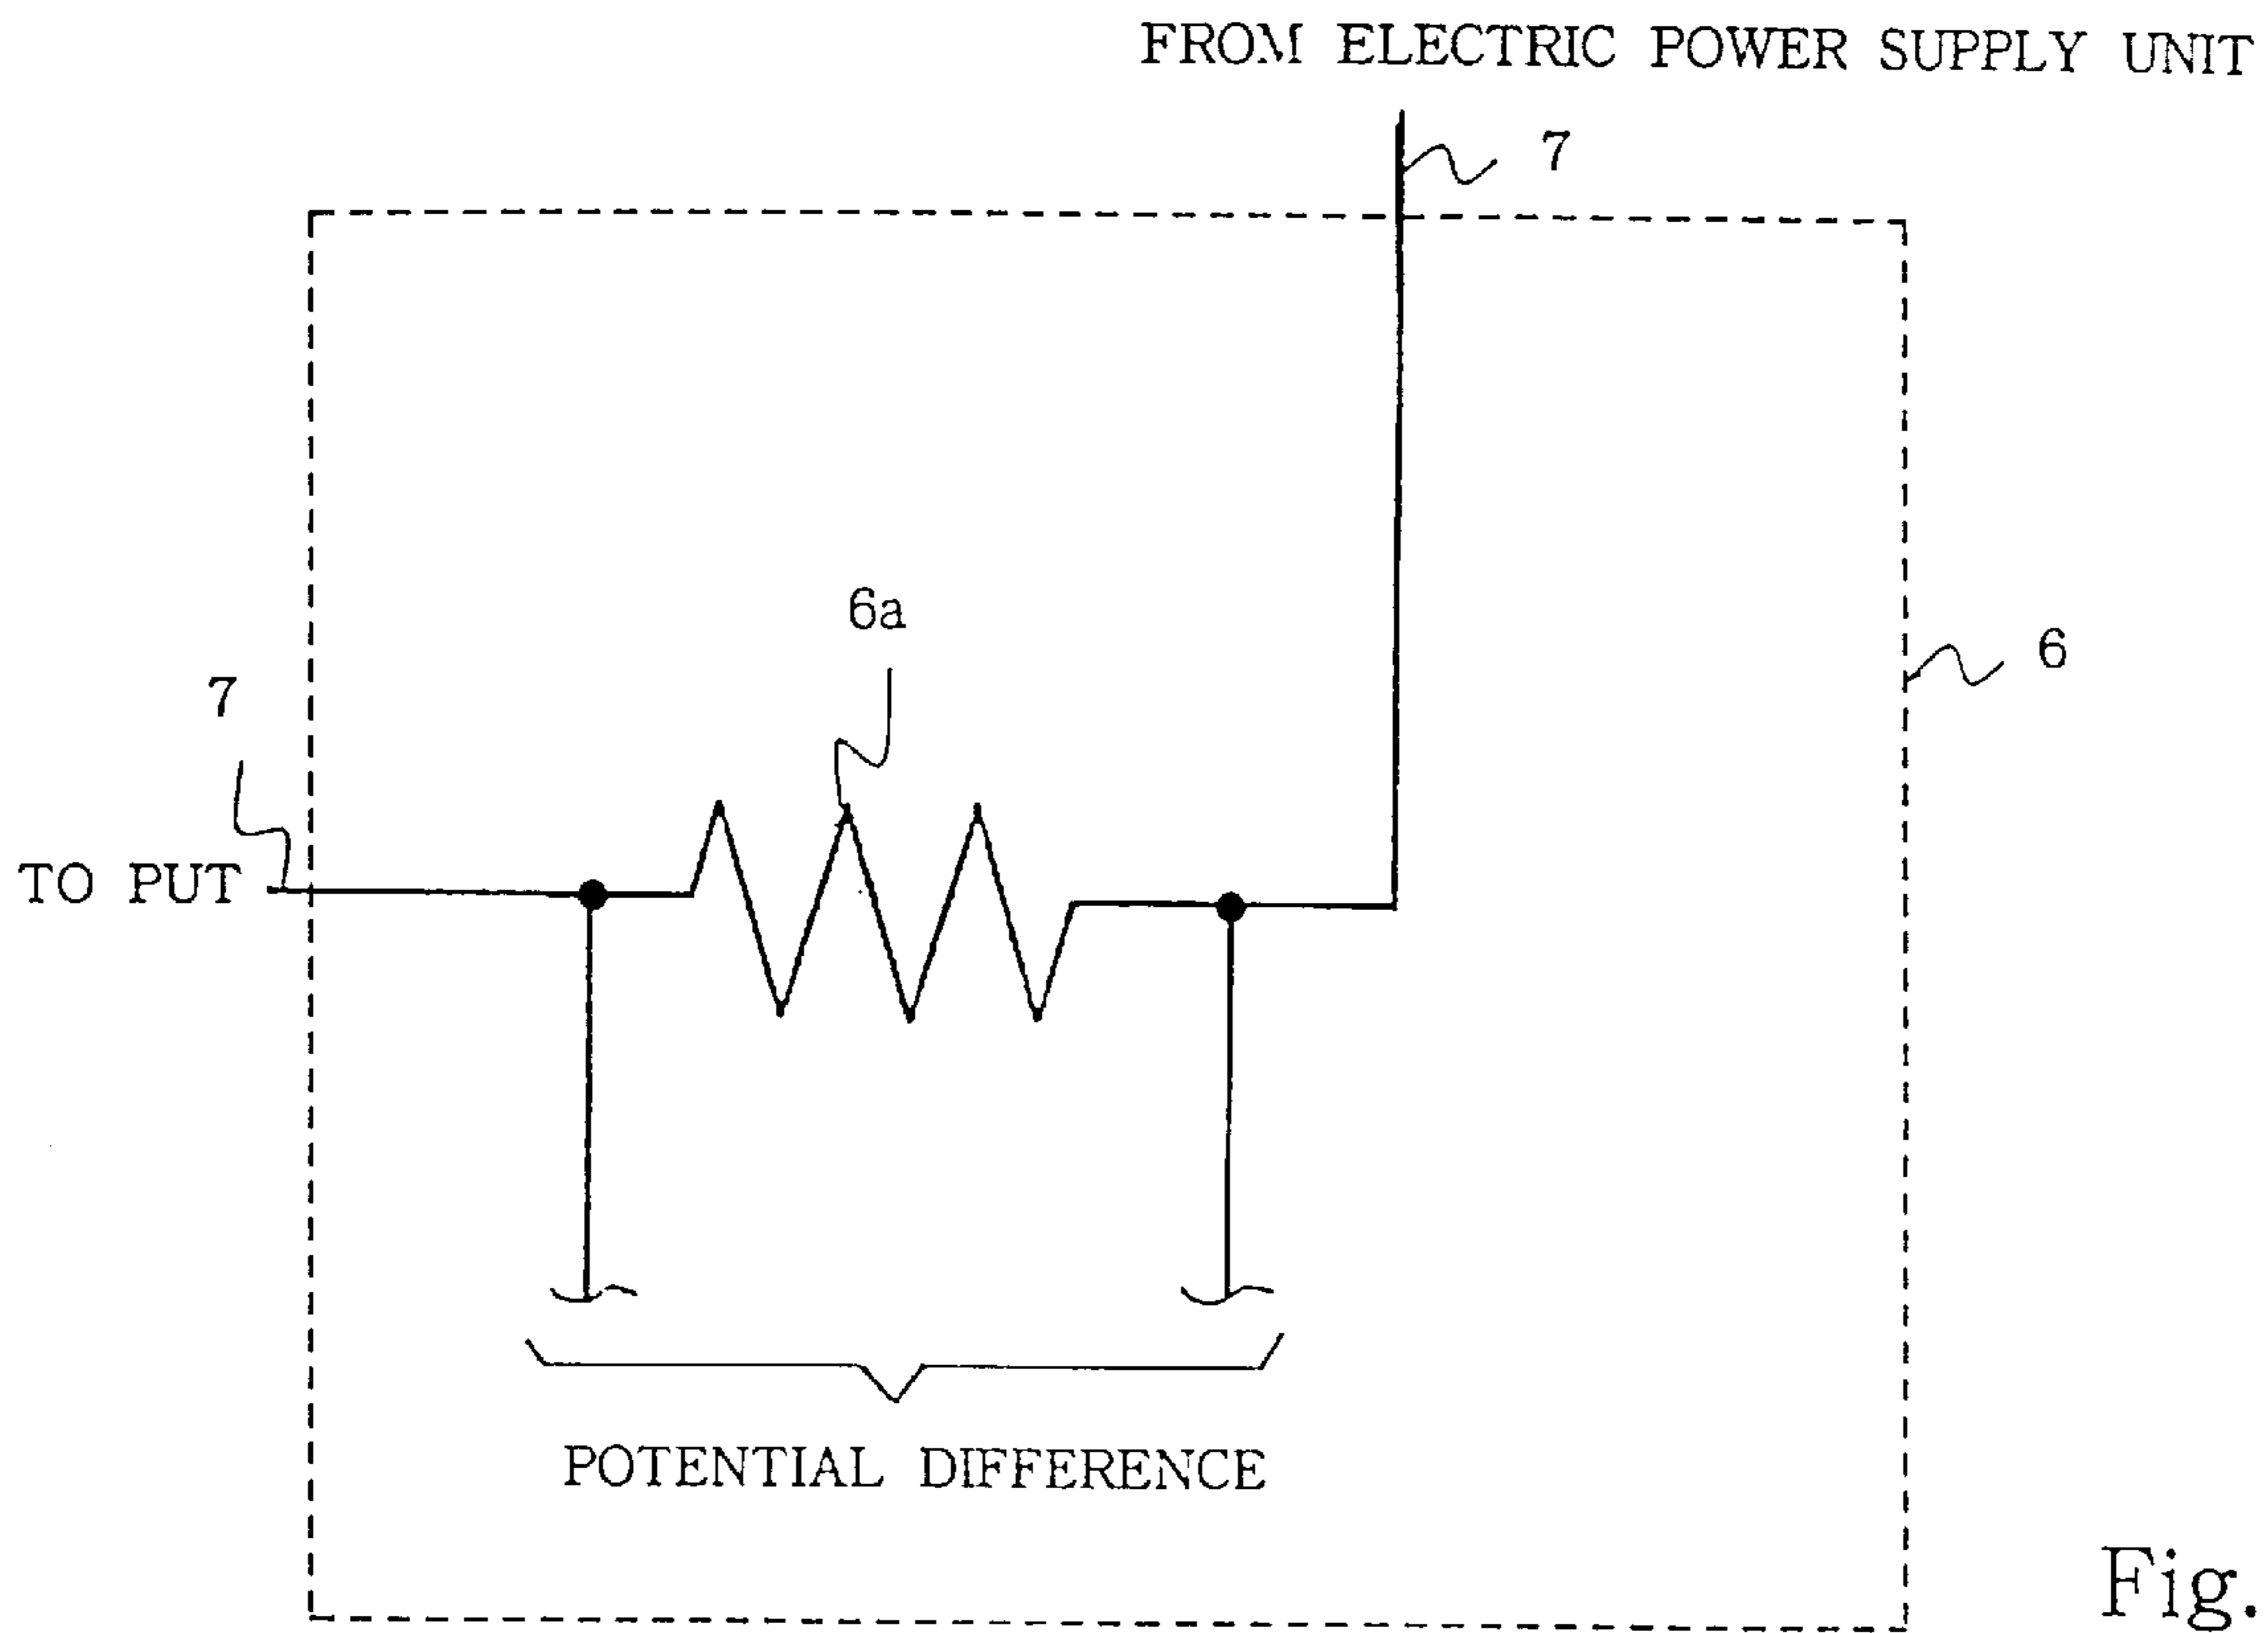 FROM ELECTRIC POWER SUPPLY UNIT
7
6a
6
7
TO PUT
POTENTIAL DIFFERENCE
Fig.